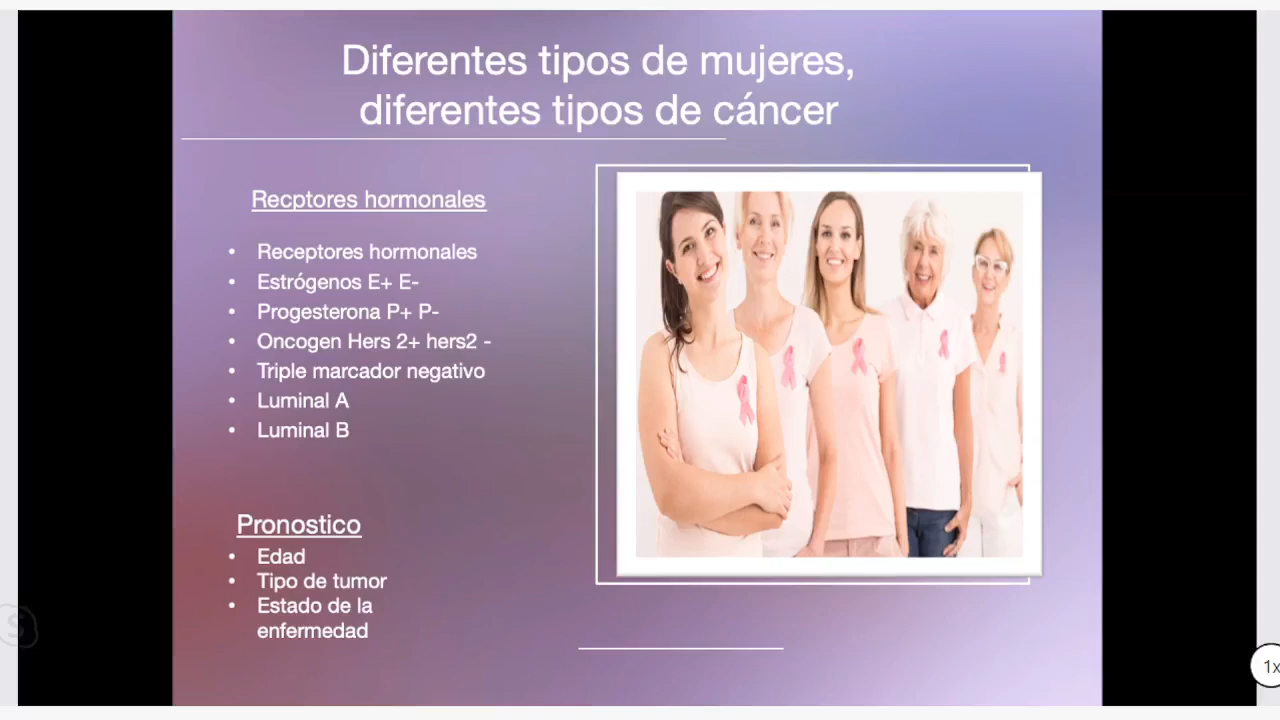 Diferentes tipos de mujeres,
diferentes tipos de cáncer
Recptores hormonales
• Receptores hormonales
• Estrógenos E+ E-
• Progesterona P+ P-
• Oncogen Hers 2+ hers2 -
• Triple marcador negativo
• Luminal A
• Luminal B
Pronostico
• Edad
• Tipo de tumor
• Estado de la
enfermedad
S
1x